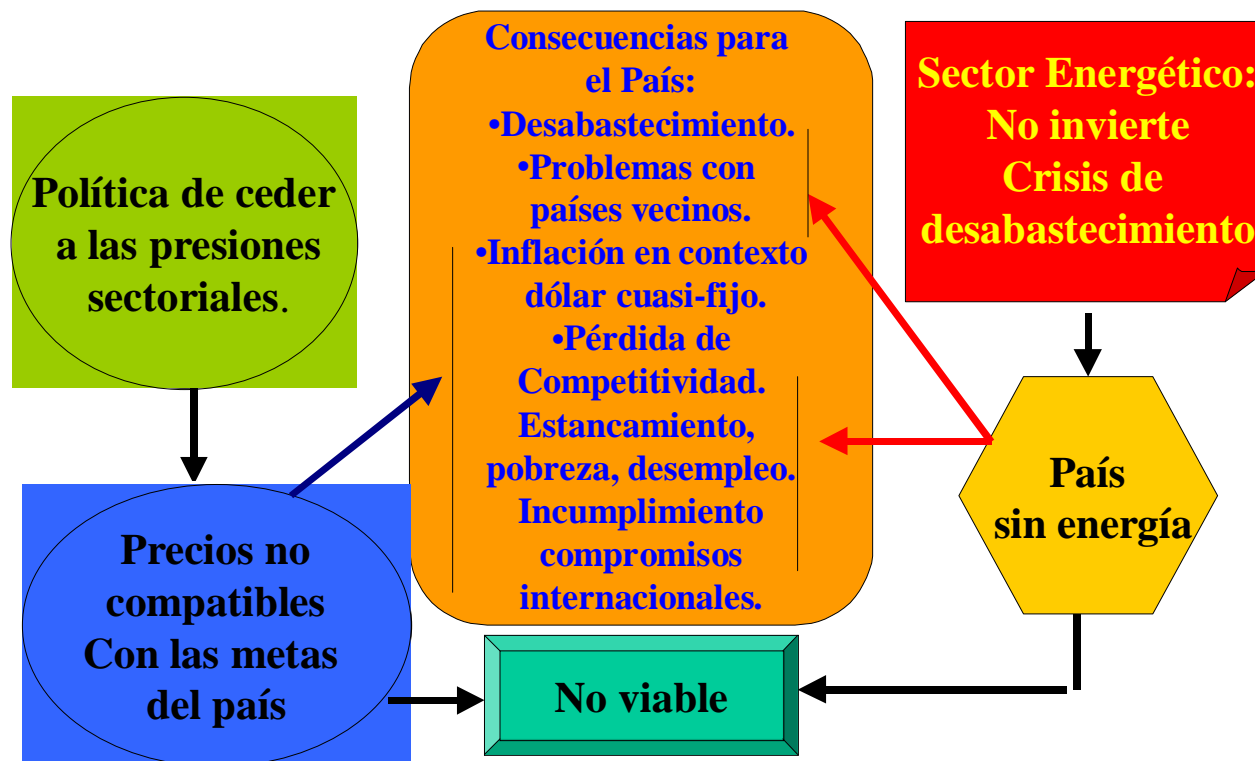 Política de ceder
a las presiones
sectoriales.
Precios no
compatibles
Con las metas
del país
Consecuencias para
el País:
•Desabastecimiento.
•Problemas con
países vecinos.
•Inflación en contexto
dólar cuasi-fijo.
•Pérdida de
Competitividad.
Estancamiento,
pobreza, desempleo.
Incumplimiento
compromisos
internacionales.
No viable
Sector Energético:
No invierte
Crisis de
desabastecimiento
País
sin energía